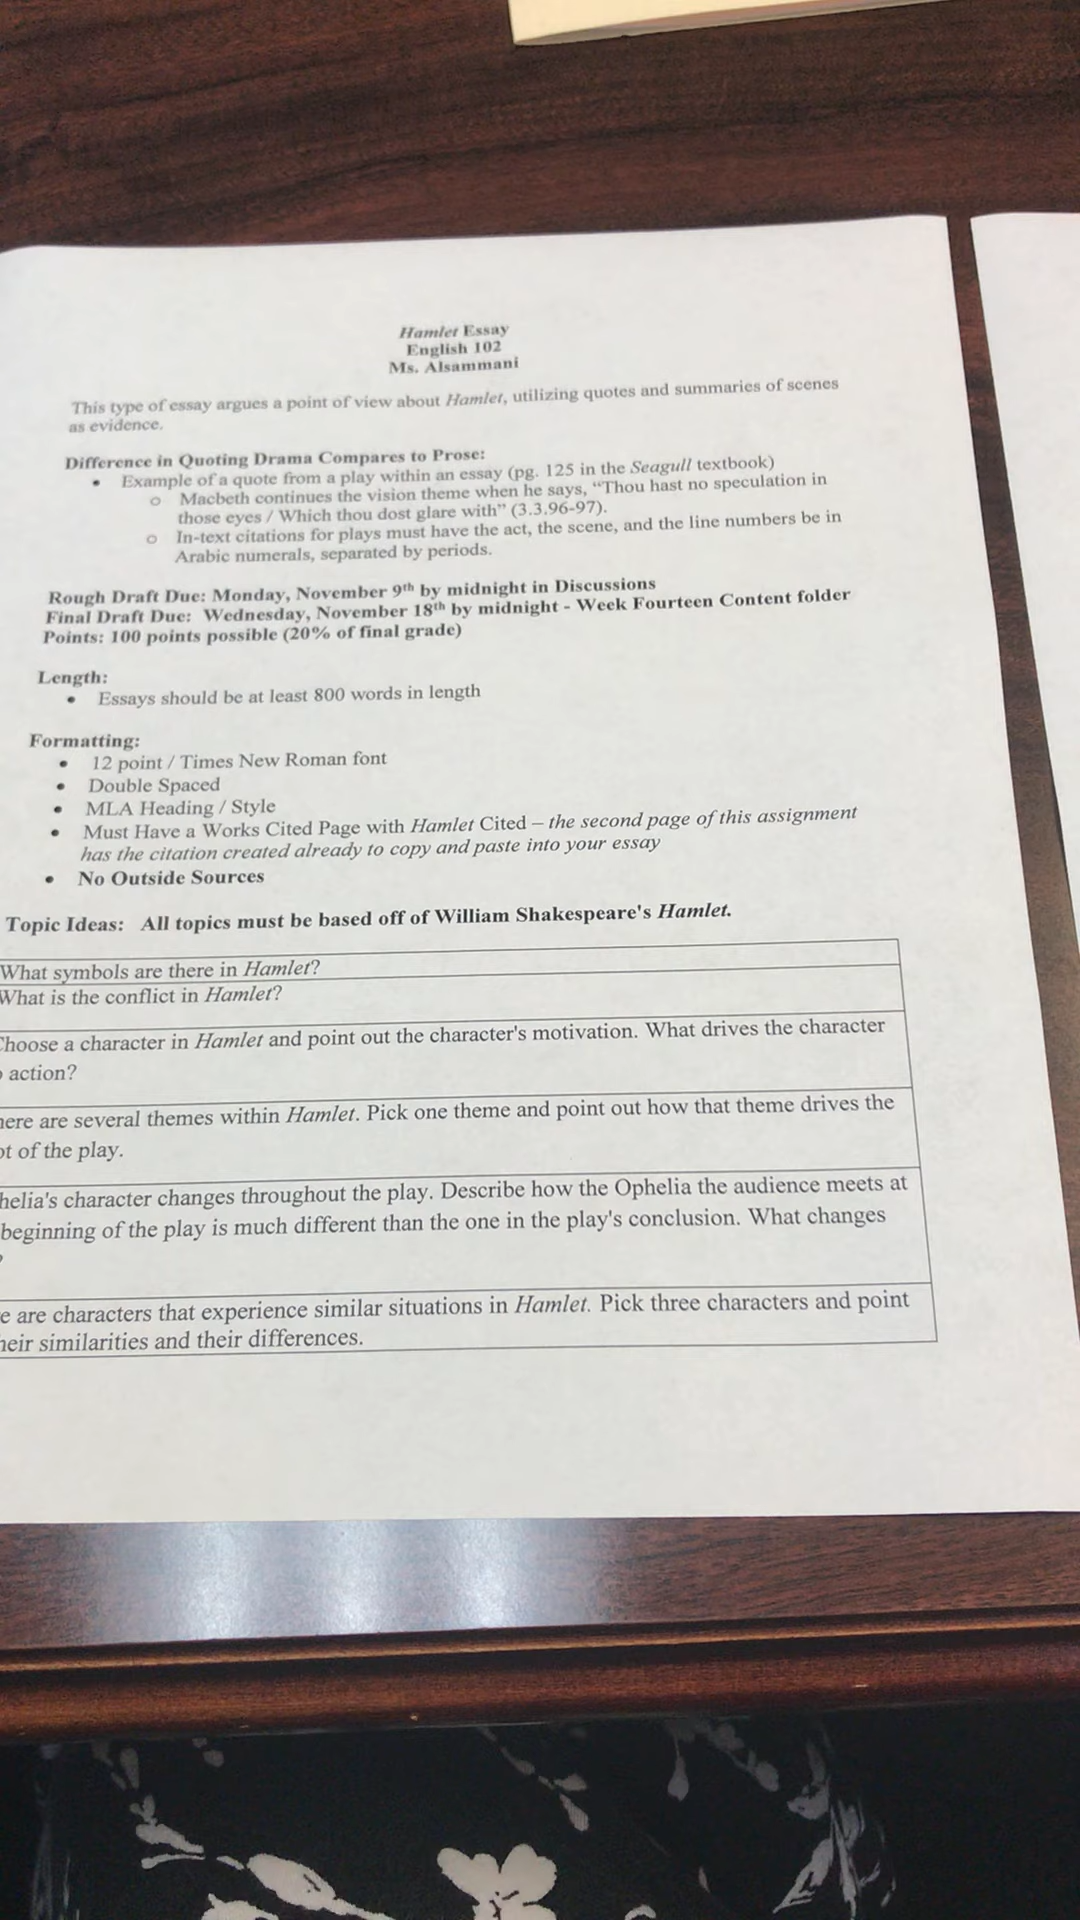 Hamlet Essay
English 102
Ms. Alsammani
This type of essay argues a point of view about Hamlet, utilizing quotes and summaries of scenes
as evidence.
Difference in Quoting Drama Compares to Prose:
• Example of a quote from a play within an essay (pg. 125 in the Seagull textbook)
o Macbeth continues the vision theme when he says, “Thou hast no speculation in
those eyes / Which thou dost glare with” (3.3.96-97).
o In-text citations for plays must have the act, the scene, and the line numbers be in
Arabic numerals, separated by periods.
Rough Draft Due: Monday, November 9th by midnight in Discussions
Final Draft Due: Wednesday, November 18th by midnight - Week Fourteen Content folder
Points: 100 points possible (20% of final grade)
Length:
• Essays should be at least 800 words in length
Formatting:
• 12 point / Times New Roman font
• Double Spaced
• MLA Heading / Style
• Must Have a Works Cited Page with Hamlet Cited – the second page of this assignment
has the citation created already to copy and paste into your essay
• No Outside Sources
Topic Ideas: All topics must be based off of William Shakespeare's Hamlet.
What symbols are there in Hamlet?
What is the conflict in Hamlet?
Choose a character in Hamlet and point out the character's motivation. What drives the character
action?
here are several themes within Hamlet. Pick one theme and point out how that theme drives the
ot of the play.
helia's character changes throughout the play. Describe how the Ophelia the audience meets at
beginning of the play is much different than the one in the play's conclusion. What changes
?
e are characters that experience similar situations in Hamlet. Pick three characters and point
heir similarities and their differences.